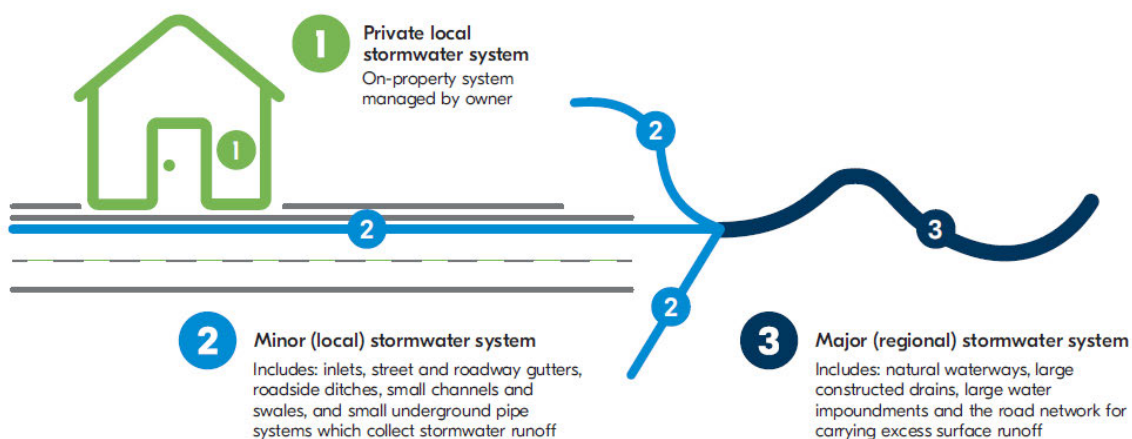 1
Private local
stormwater system
On-property system
managed by owner
1
2
2
3
2
2
Minor (local) stormwater system
Includes: inlets, street and roadway gutters,
roadside ditches, small channels and
swales, and small underground pipe
systems which collect stormwater runoff
3
Major (regional) stormwater system
Includes: natural waterways, large
constructed drains, large water
impoundments and the road network for
carrying excess surface runoff